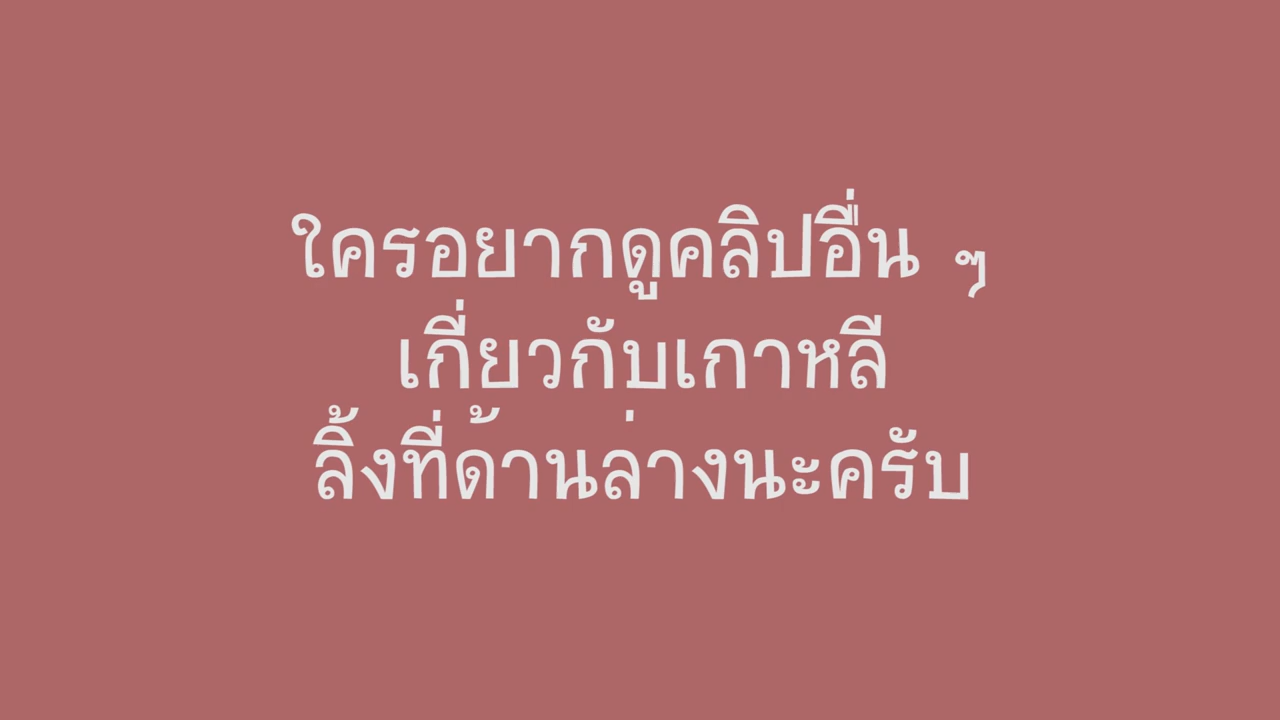 ใครอยากดูคลิปอื่น ๆ
เกี่ยวกับเกาหลี
ลิ้งที่ด้านล่างนะครับ